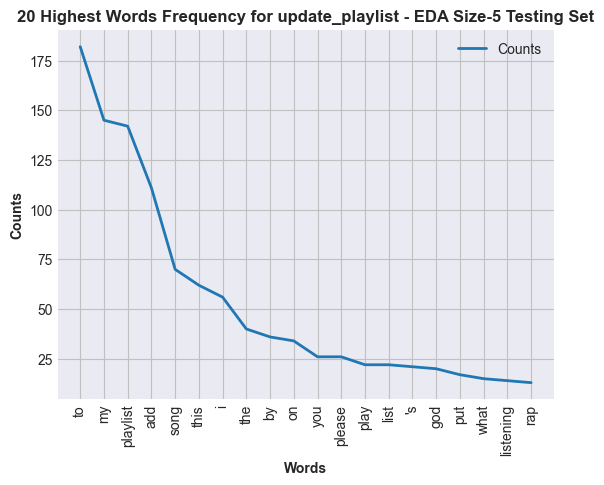 20 Highest Words Frequency for update_playlist - EDA Size-5 Testing Set
Counts
175
150
125
100
75
50
25
Counts
to
my
playlist
add
song
this
i
the
by
on
you
please
play
list
's
god
put
what
listening
rap
Words